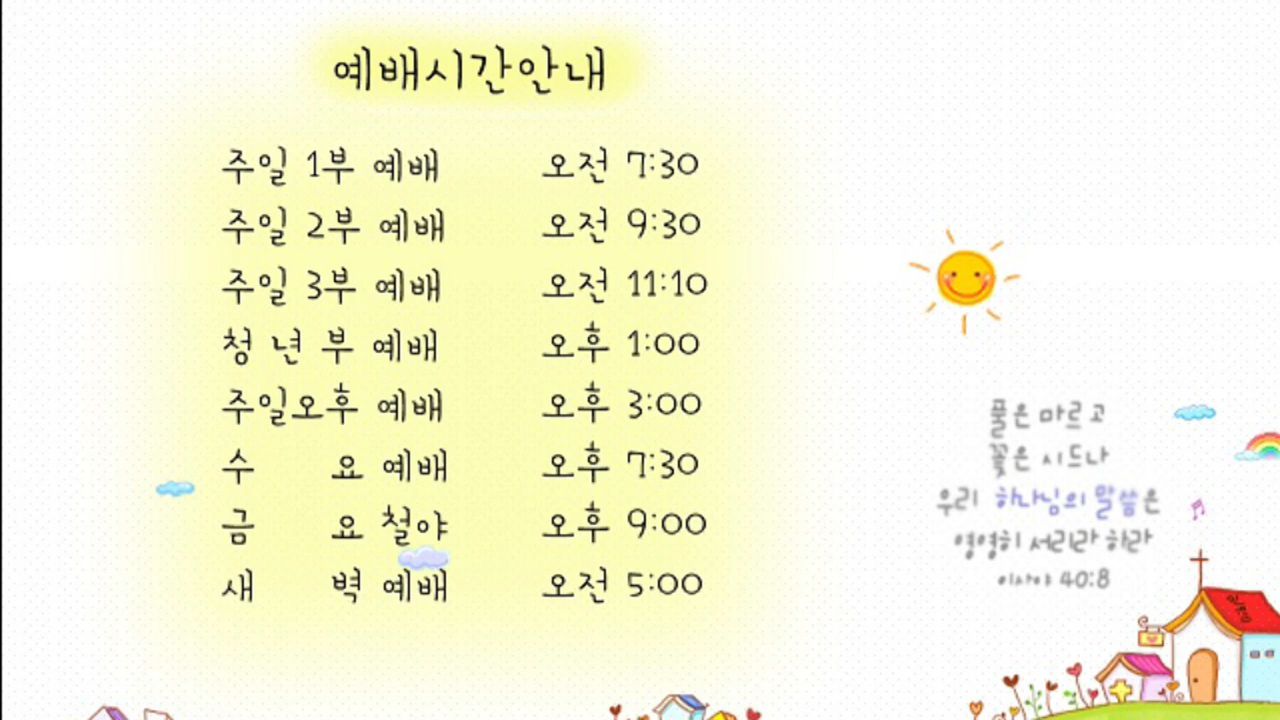 예배시간안내
주일 1부 예배 오전 7:30
주일 2부 예배 오전 9:30
주일 3부 예배 오전 11:10
청 년 부 예배 오후 1:00
주일오후 예배 오후 3:00
수 요 예배 오후 7:30
금 요 철야 오후 9:00
새 벽 예배 오전 5:00
풀은 마르고
꽃은 시드나
우리 하나님의 말씀은
영영히 서리라 하라
이사야 40:8